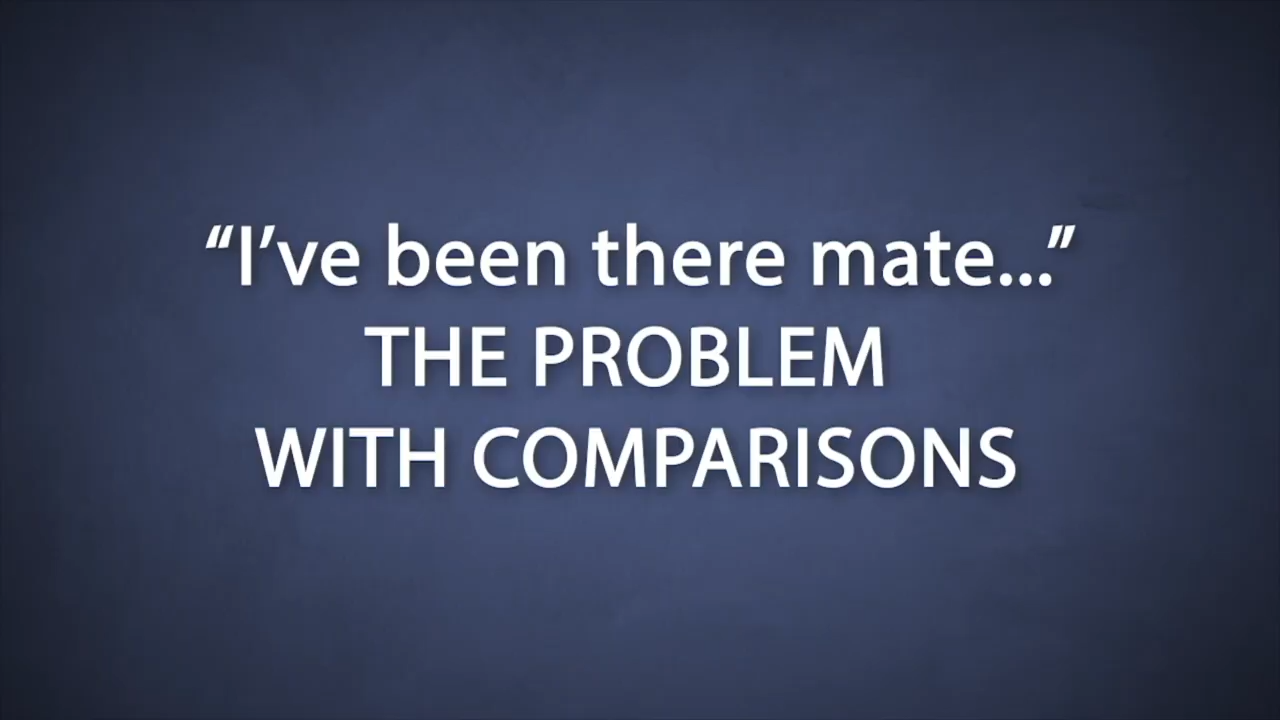 “I’ve been there mate...”
THE PROBLEM
WITH COMPARISONS